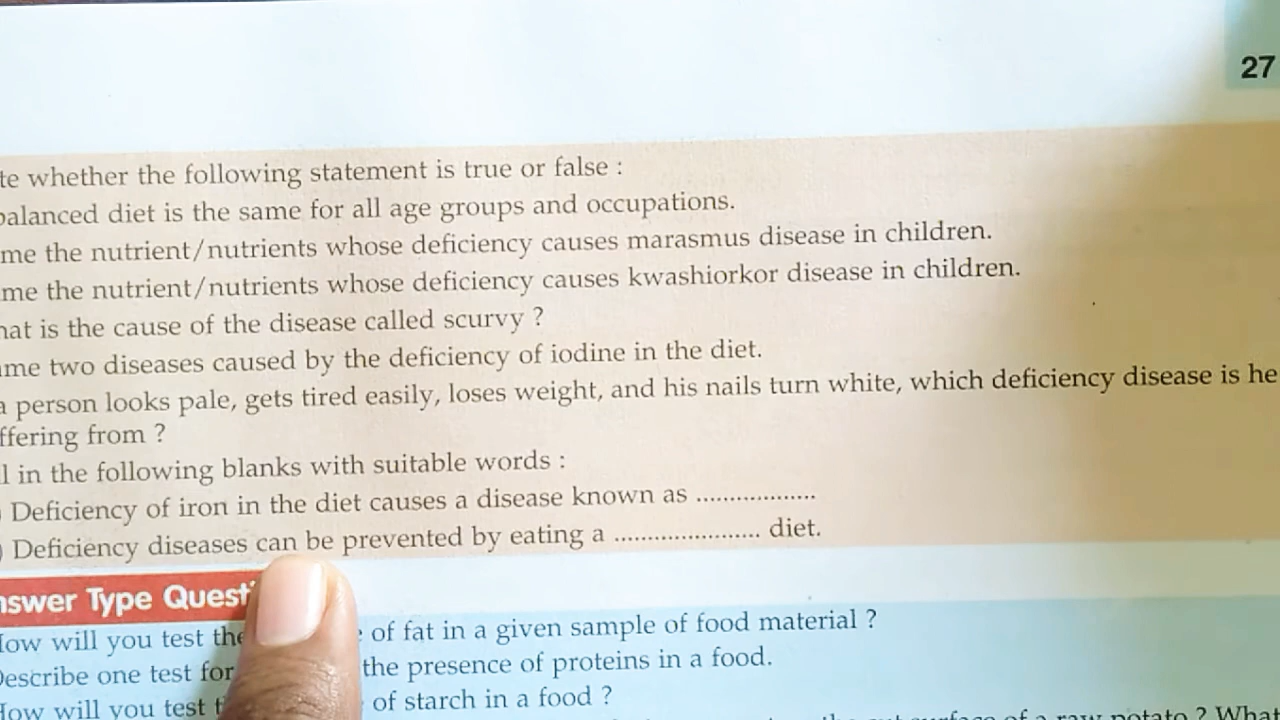 27
te whether the following statement is true or false :
balanced diet is the same for all age groups and occupations.
me the nutrient/nutrients whose deficiency causes marasmus disease in children.
me the nutrient/nutrients whose deficiency causes kwashiorkor disease in children.
hat is the cause of the disease called scurvy ?
me two diseases caused by the deficiency of iodine in the diet.
a person looks pale, gets tired easily, loses weight, and his nails turn white, which deficiency disease is he
ffering from ?
l in the following blanks with suitable words :
) Deficiency of iron in the diet causes a disease known as ..................
) Deficiency diseases can be prevented by eating a ...................... diet.
nswer Type Quest
How will you test the of fat in a given sample of food material ?
Describe one test for the presence of proteins in a food.
How will you test of starch in a food ?
of a raw potato ? What